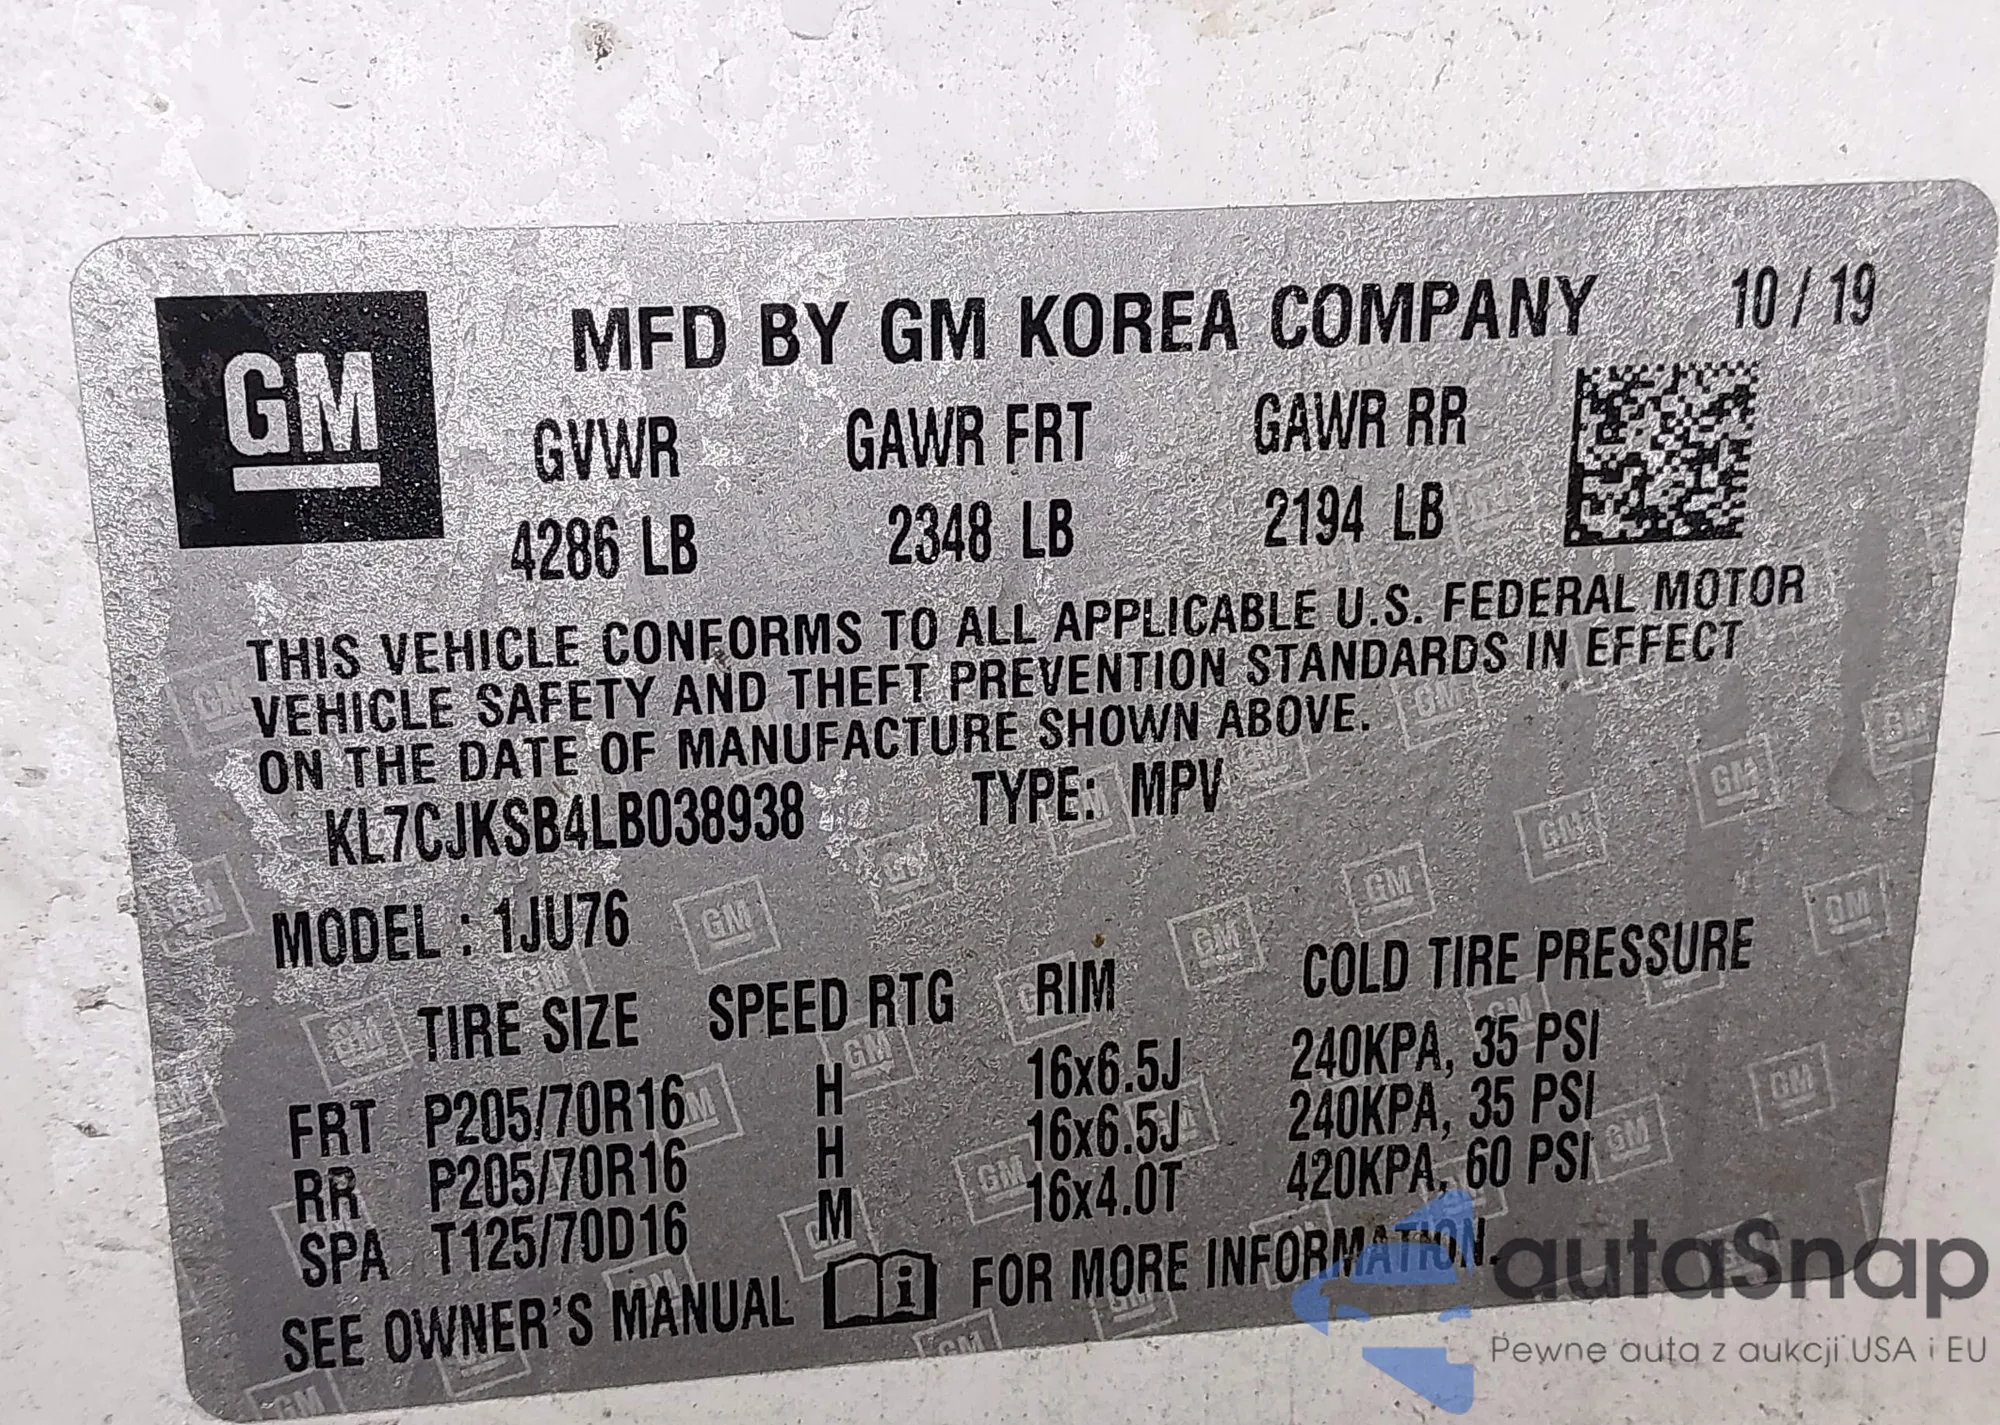 GM
MFD BY GM KOREA COMPANY 10 / 19
GVWR GAWR FRT GAWR RR
4286 LB 2348 LB 2194 LB
THIS VEHICLE CONFORMS TO ALL APPLICABLE U.S. FEDERAL MOTOR
VEHICLE SAFETY AND THEFT PREVENTION STANDARDS IN EFFECT
ON THE DATE OF MANUFACTURE SHOWN ABOVE.
KL7CJKSB4LB038938 TYPE: MPV
MODEL : 1JU76
TIRE SIZE SPEED RTG RIM COLD TIRE PRESSURE
FRT P205/70R16 H 16x6.5J 240KPA, 35 PSI
RR P205/70R16 H 16x6.5J 240KPA, 35 PSI
SPA T125/70D16 M 16x4.0T 420KPA, 60 PSI
SEE OWNER'S MANUAL i FOR MORE INFORMATION.
autaSnap
Pewne auta z aukcji USA i EU